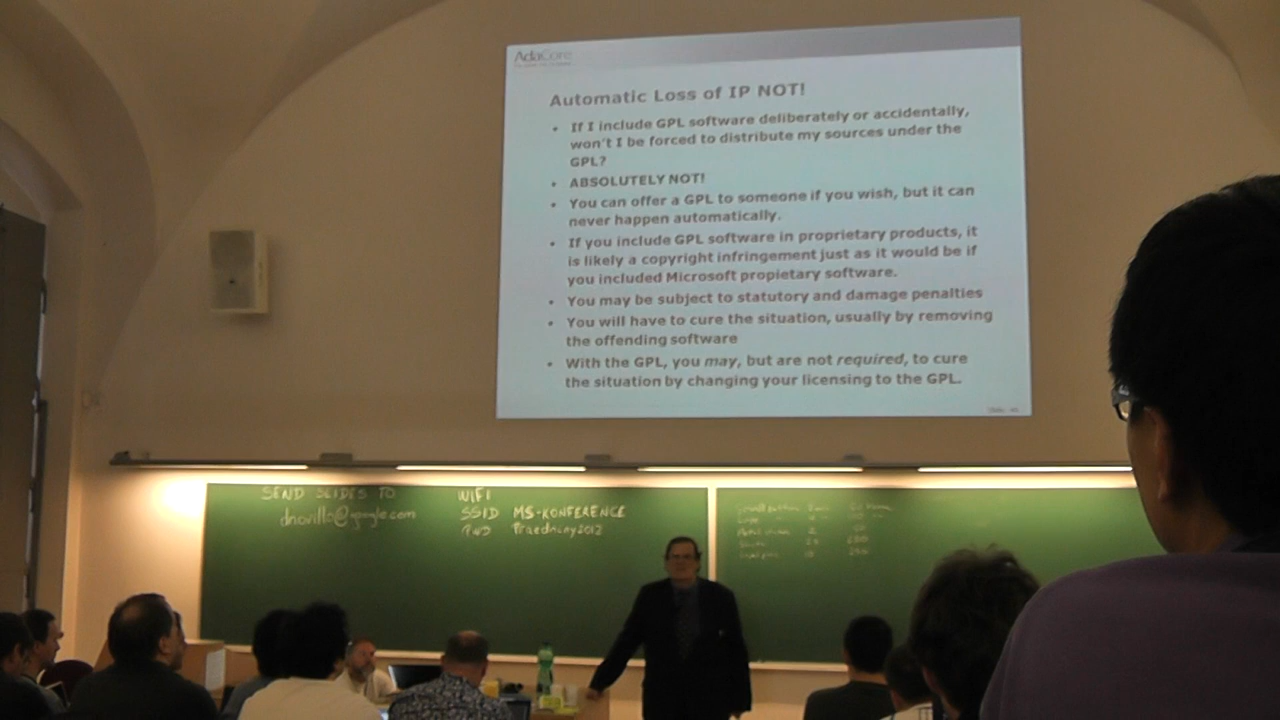 AdaCore
Automatic Loss of IP NOT!
• If I include GPL software deliberately or accidentally,
won't I be forced to distribute my sources under the
GPL?
• ABSOLUTELY NOT!
• You can offer a GPL to someone if you wish, but it can
never happen automatically.
• If you include GPL software in proprietary products, it
is likely a copyright infringement just as it would be if
you included Microsoft propietary software.
• You may be subject to statutory and damage penalties
• You will have to cure the situation, usually by removing
the offending software
• With the GPL, you may, but are not required, to cure
the situation by changing your licensing to the GPL.
SEND SLIDES TO
dnovillo@google.com
WIFI
SSID MS-KONFERENCE
PWD